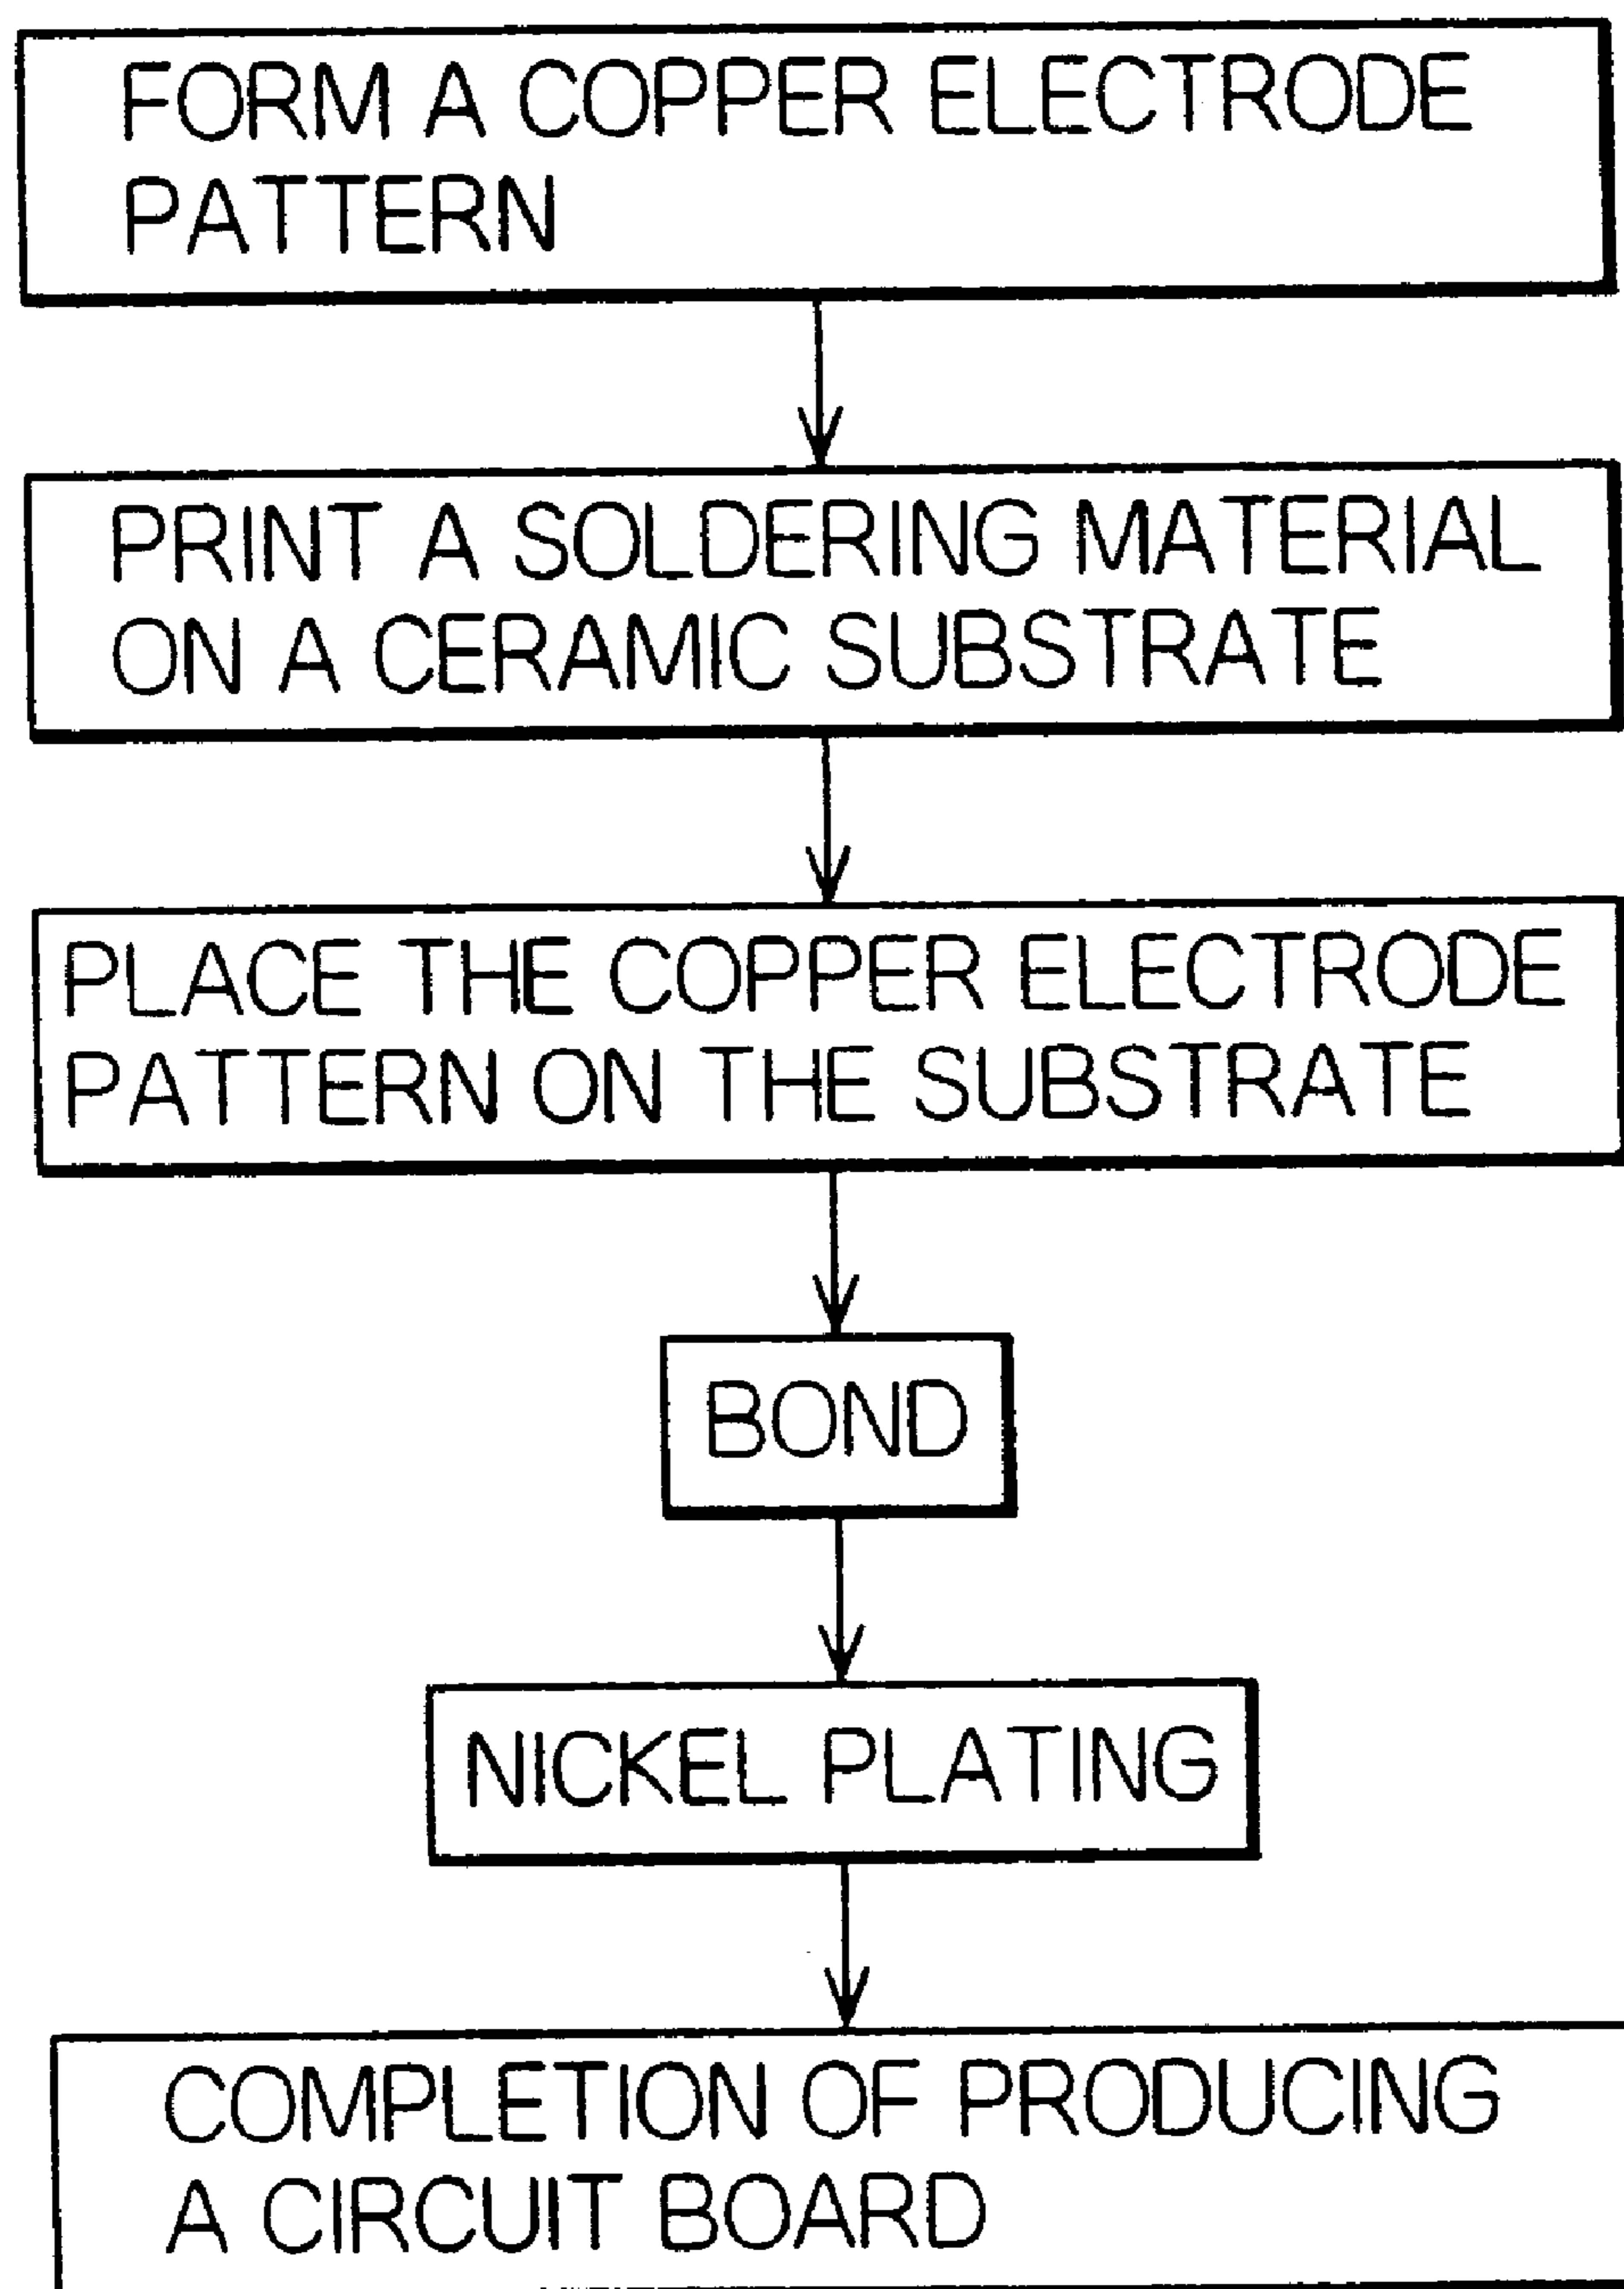 FORM A COPPER ELECTRODE
PATTERN
PRINT A SOLDERING MATERIAL
ON A CERAMIC SUBSTRATE
PLACE THE COPPER ELECTRODE
PATTERN ON THE SUBSTRATE
BOND
NICKEL PLATING
COMPLETION OF PRODUCING
A CIRCUIT BOARD